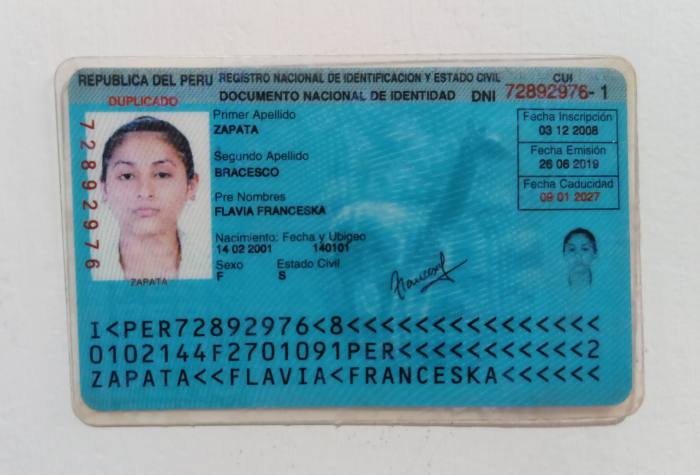 REPUBLICA DEL PERU REGISTRO NACIONAL DE IDENTIFICACION Y ESTADO CIVIL CUI
DUPLICADO DOCUMENTO NACIONAL DE IDENTIDAD DNI 72892976-1
72892976
Primer Apellido
ZAPATA
Segundo Apellido
BRACESCO
Pre Nombres
FLAVIA FRANCESKA
Nacimiento: Fecha y Ubigeo
14 02 2001 140101
Sexo Estado Civil
F S
Fecha Inscripción
03 12 2008
Fecha Emisión
26 06 2019
Fecha Caducidad
09 01 2027
ZAPATA
I<PER72892976<8<<<<<<<<<<<<<<<
0102144F2701091PER<<<<<<<<<<<2
ZAPATA<<FLAVIA<FRANCESKA<<<<<<